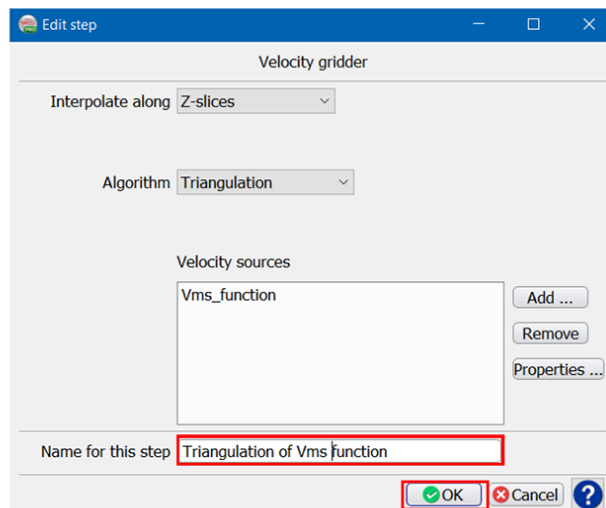 Edit step
Velocity gridder
Interpolate along Z-slices
Algorithm Triangulation
Velocity sources
Vms_function
Add ...
Remove
Properties ...
Name for this step Triangulation of Vms function
OK Cancel ?